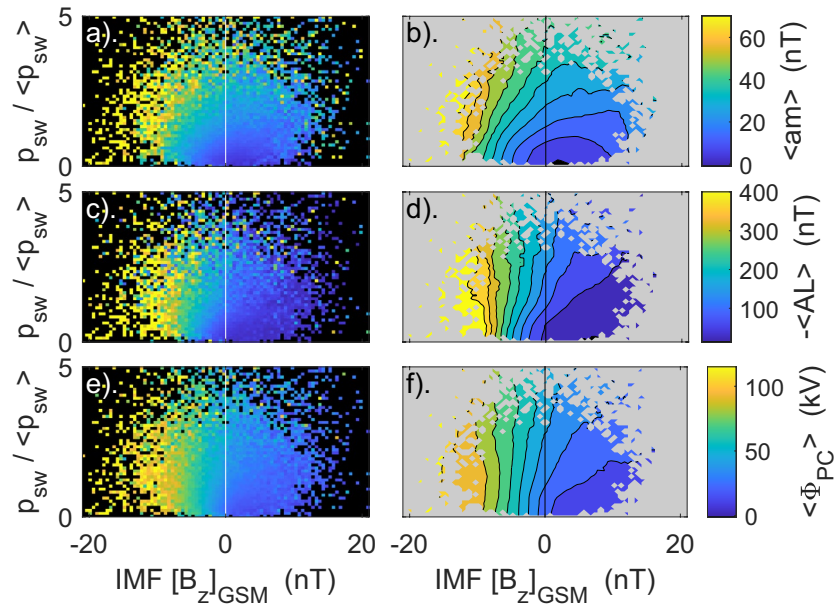 a).
b).
c).
d).
e).
f).
5
0
p_sw / <p_sw>
5
0
p_sw / <p_sw>
5
0
p_sw / <p_sw>
-20
0
20
IMF [B_z]_GSM (nT)
-20
0
20
IMF [B_z]_GSM (nT)
60
40
20
0
<am> (nT)
400
300
200
100
-<AL> (nT)
100
50
0
<Φ_PC> (kV)